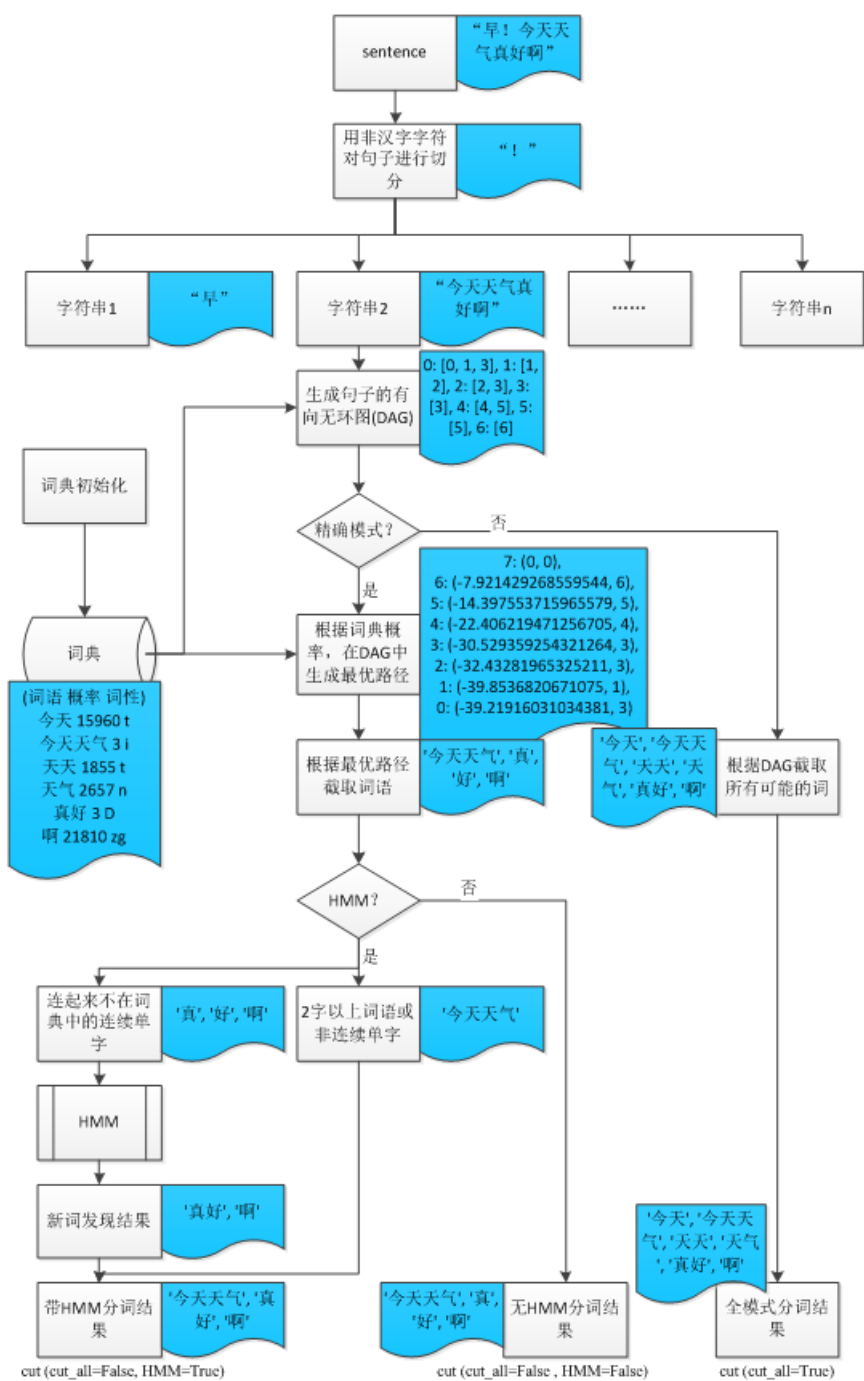 sentence
“早！今天天
气真好啊”
用非汉字字符
对句子进行切
分
“！”
字符串1
“早”
字符串2
“今天天气真
好啊”
……
字符串n
生成句子的有
向无环图(DAG)
0: [0, 1, 3], 1: [1,
2], 2: [2, 3], 3:
[3], 4: [4, 5], 5:
[5], 6: [6]
词典初始化
精确模式？
否
是
词典
(词语 概率 词性)
今天 15960 t
今天天气 3 i
天天 1855 t
天气 2657 n
真好 3 D
啊 21810 zg
根据词典概
率，在DAG中
生成最优路径
7: (0, 0),
6: (-7.921429268559544, 6),
5: (-14.397553715965579, 5),
4: (-22.406219471256705, 4),
3: (-30.529359254321264, 3),
2: (-32.43281965325211, 3),
1: (-39.8536820671075, 1),
0: (-39.21916031034381, 3)
根据最优路径
截取词语
'今天天气', '真',
'好', '啊'
'今天', '今天天
气', '天天', '天
气', '真好', '啊'
根据DAG截取
所有可能的词
HMM？
否
是
连起来不在词
典中的连续单
字
'真', '好', '啊'
2字以上词语或
非连续单字
'今天天气'
HMM
新词发现结果
'真好', '啊'
带HMM分词结
果
'今天天气', '真
好', '啊'
'今天天气', '真',
'好', '啊'
无HMM分词结
果
'今天', '今天天
气', '天天', '天气'
, '真好', '啊'
全模式分词结
果
cut (cut_all=False, HMM=True)
cut (cut_all=False , HMM=False)
cut (cut_all=True)